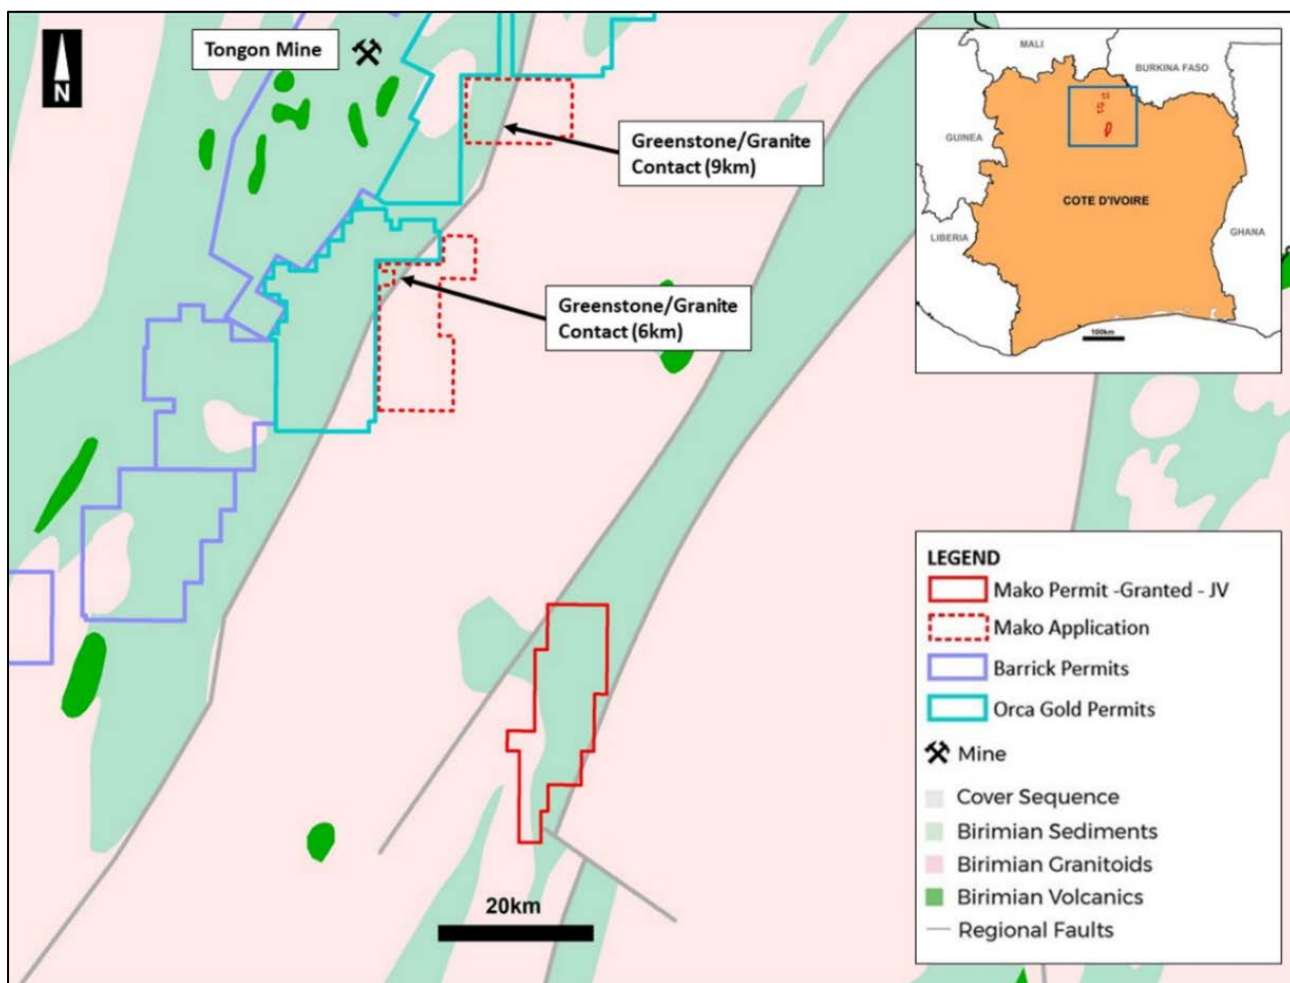 N
Tongon Mine
Greenstone/Granite
Contact (9km)
Greenstone/Granite
Contact (6km)
MALI
BURKINA FASO
GUINEA
COTE D'IVOIRE
LIBERIA
GHANA
100km
LEGEND
Mako Permit -Granted - JV
Mako Application
Barrick Permits
Orca Gold Permits
Mine
Cover Sequence
Birimian Sediments
Birimian Granitoids
Birimian Volcanics
Regional Faults
20km